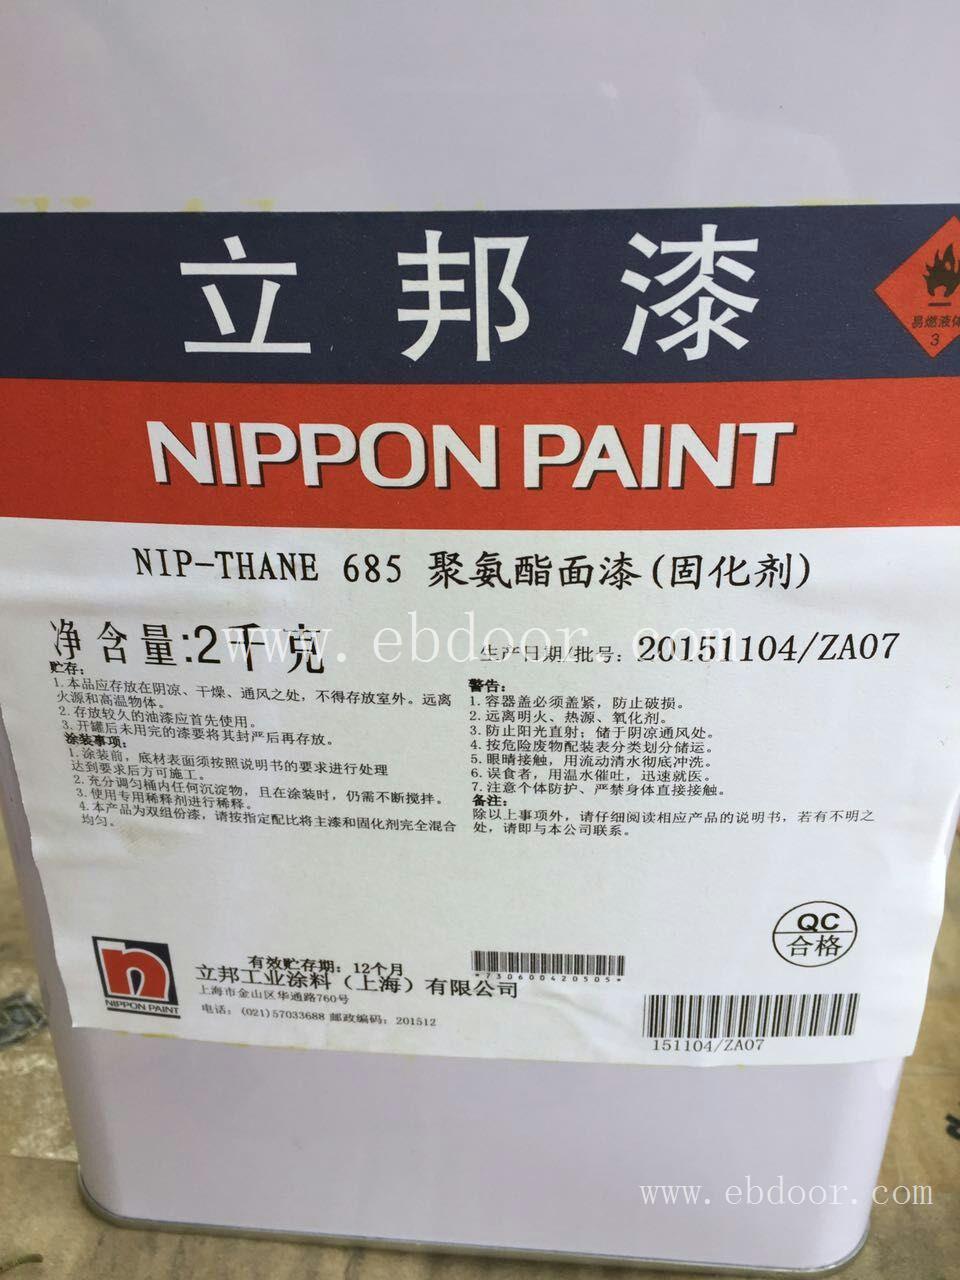 立邦漆
易燃液体
3
NIPPON PAINT
NIP-THANE 685 聚氨酯面漆(固化剂)
净含量:2千克
生产日期/批号: 20151104/ZA07
www.ebdoor.com
贮存:
1.本品应存放在阴凉、干燥、通风之处，不得存放室外。远离
火源和高温物体。
2.存放较久的油漆应首先使用。
3.开罐后未用完的漆要将其封严后再存放。
涂装事项:
1.涂装前，底材表面须按照说明书的要求进行处理
达到要求后方可施工。
2.充分调匀桶内任何沉淀物，且在涂装时，仍需不断搅拌。
3.使用专用稀释剂进行稀释。
4.本产品为双组份漆，请按指定配比将主漆和固化剂完全混合
均匀。
警告:
1.容器盖必须盖紧，防止破损。
2.远离明火、热源、氧化剂。
3.防止阳光直射；储于阴凉通风处。
4.按危险废物配装表分类划分储运。
5.眼睛接触，用流动清水彻底冲洗。
6.误食者，用温水催吐，迅速就医。
7.注意个体防护、严禁身体直接接触。
备注:
除以上事项外，请仔细阅读相应产品的说明书，若有不明之
处，请即与本公司联系。
QC
合格
n
NIPPON PAINT
有效贮存期: 12个月
立邦工业涂料（上海）有限公司
上海市金山区华通路760号
电话: (021)57033688 邮政编码: 201512
*7306004205 05*
151104/ZA07
www.ebdoor.com